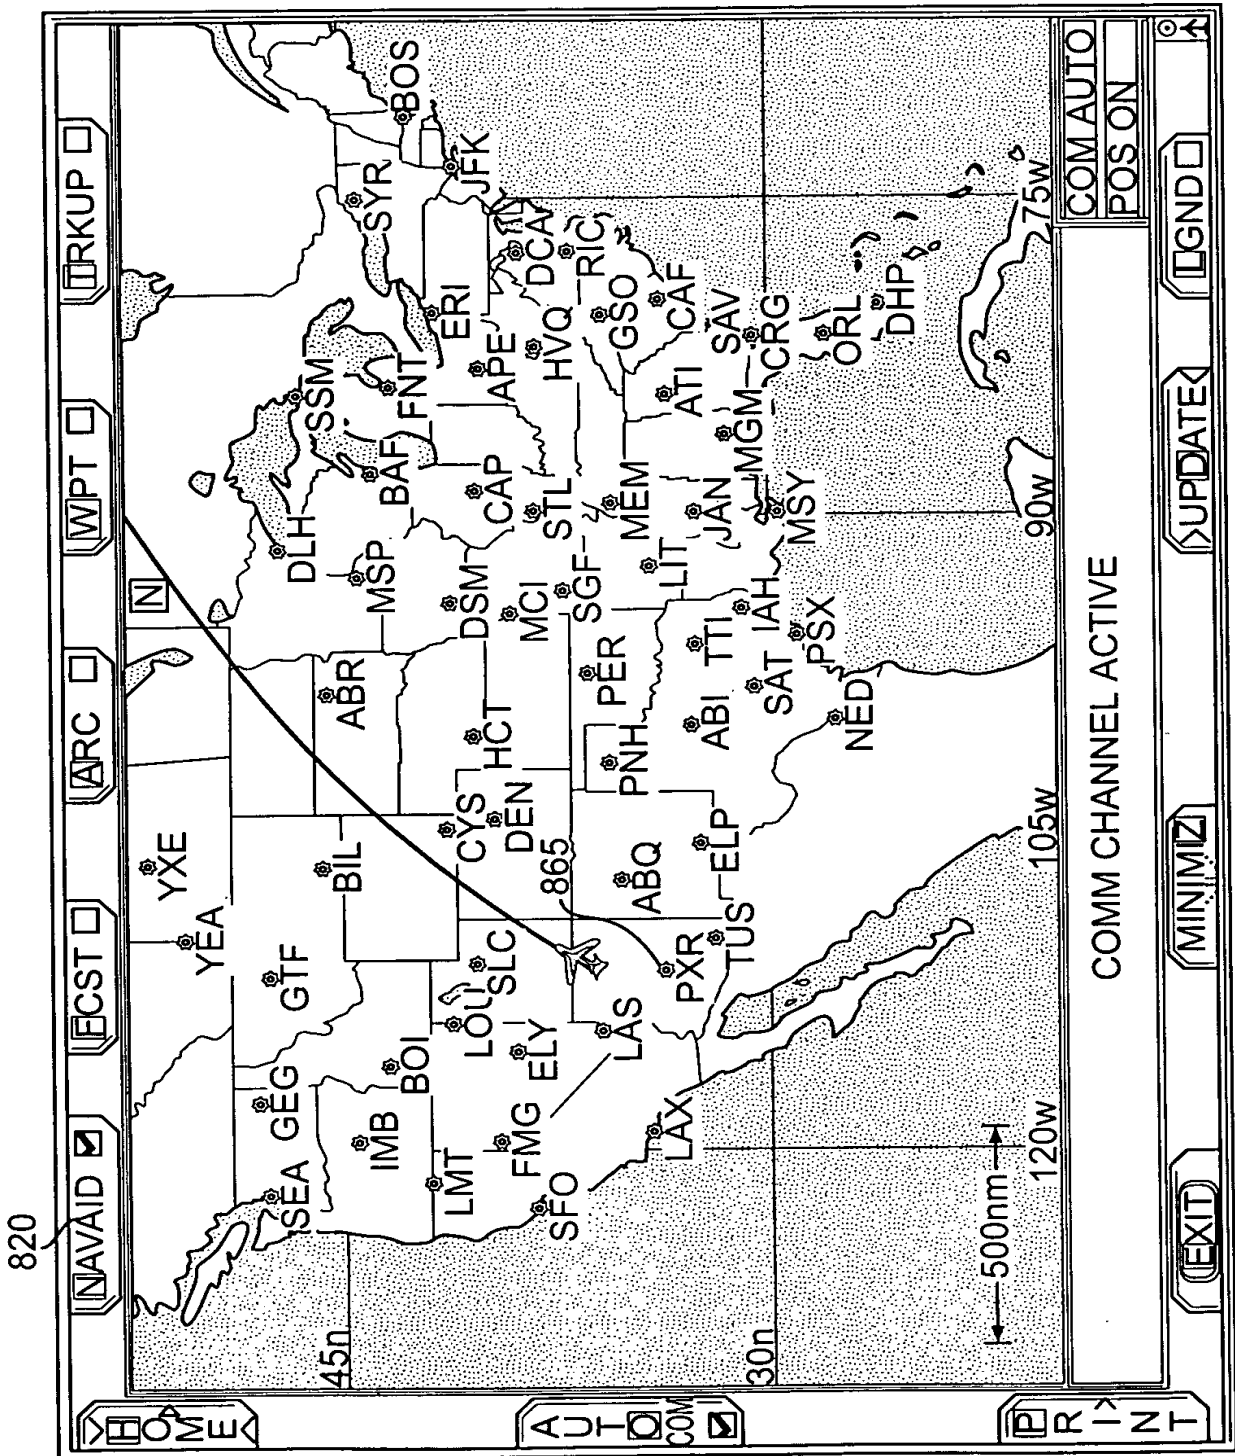 820
NAVAID
FCST
ARC
WPT
TRKUP
HOME
AUTO
COM
PRINT
N
YXE
YEA
SEA
GEG
GTF
BIL
ABR
DLH
SSM
MSP
BAF
FNT
SYR
BOS
IMB
BOI
45n
LMT
LOU
SLC
CYS
DEN
HCT
DSM
CAP
APE
ERI
JFK
FMG
ELY
SFO
865
MCI
STL
HVQ
DCA
LAS
SGF
RIC
PXR
ABQ
PNH
PER
MEM
GSO
LAX
LIT
ATI
CAF
TUS
ELP
ABI
TTI
JAN
MGM
SAV
30n
SAT
IAH
MSY
CRG
PSX
NED
ORL
DHP
500nm
120w
105w
90w
275w
COMM CHANNEL ACTIVE
COM AUTO
POS ON
EXIT
MINIMIZ
>UPDATE<
LGND